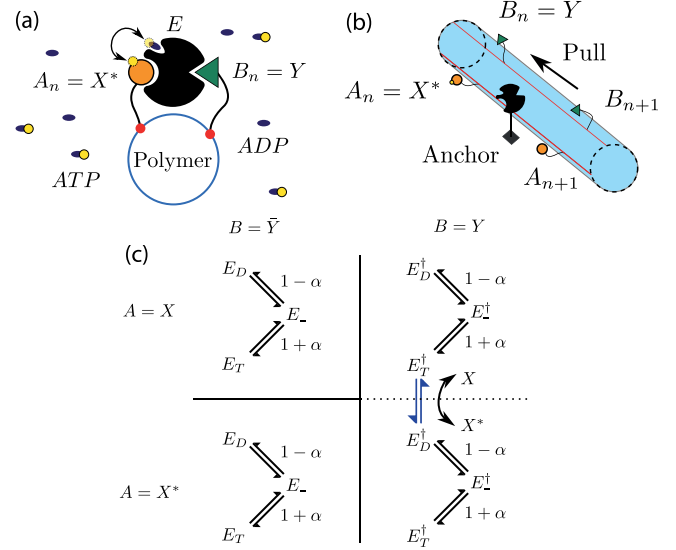 (a)
E
A_n = X*
B_n = Y
Polymer
ADP
ATP
(b)
B_n = Y
Pull
A_n = X*
B_{n+1}
Anchor
A_{n+1}
B = Ȳ
B = Y
(c)
A = X
E_D
1 − α
E_-
1 + α
E_T
E_D^†
1 − α
E_-^†
1 + α
E_T^†
X
X*
A = X*
E_D
1 − α
E_-
1 + α
E_T
E_D^†
1 − α
E_-^†
1 + α
E_T^†